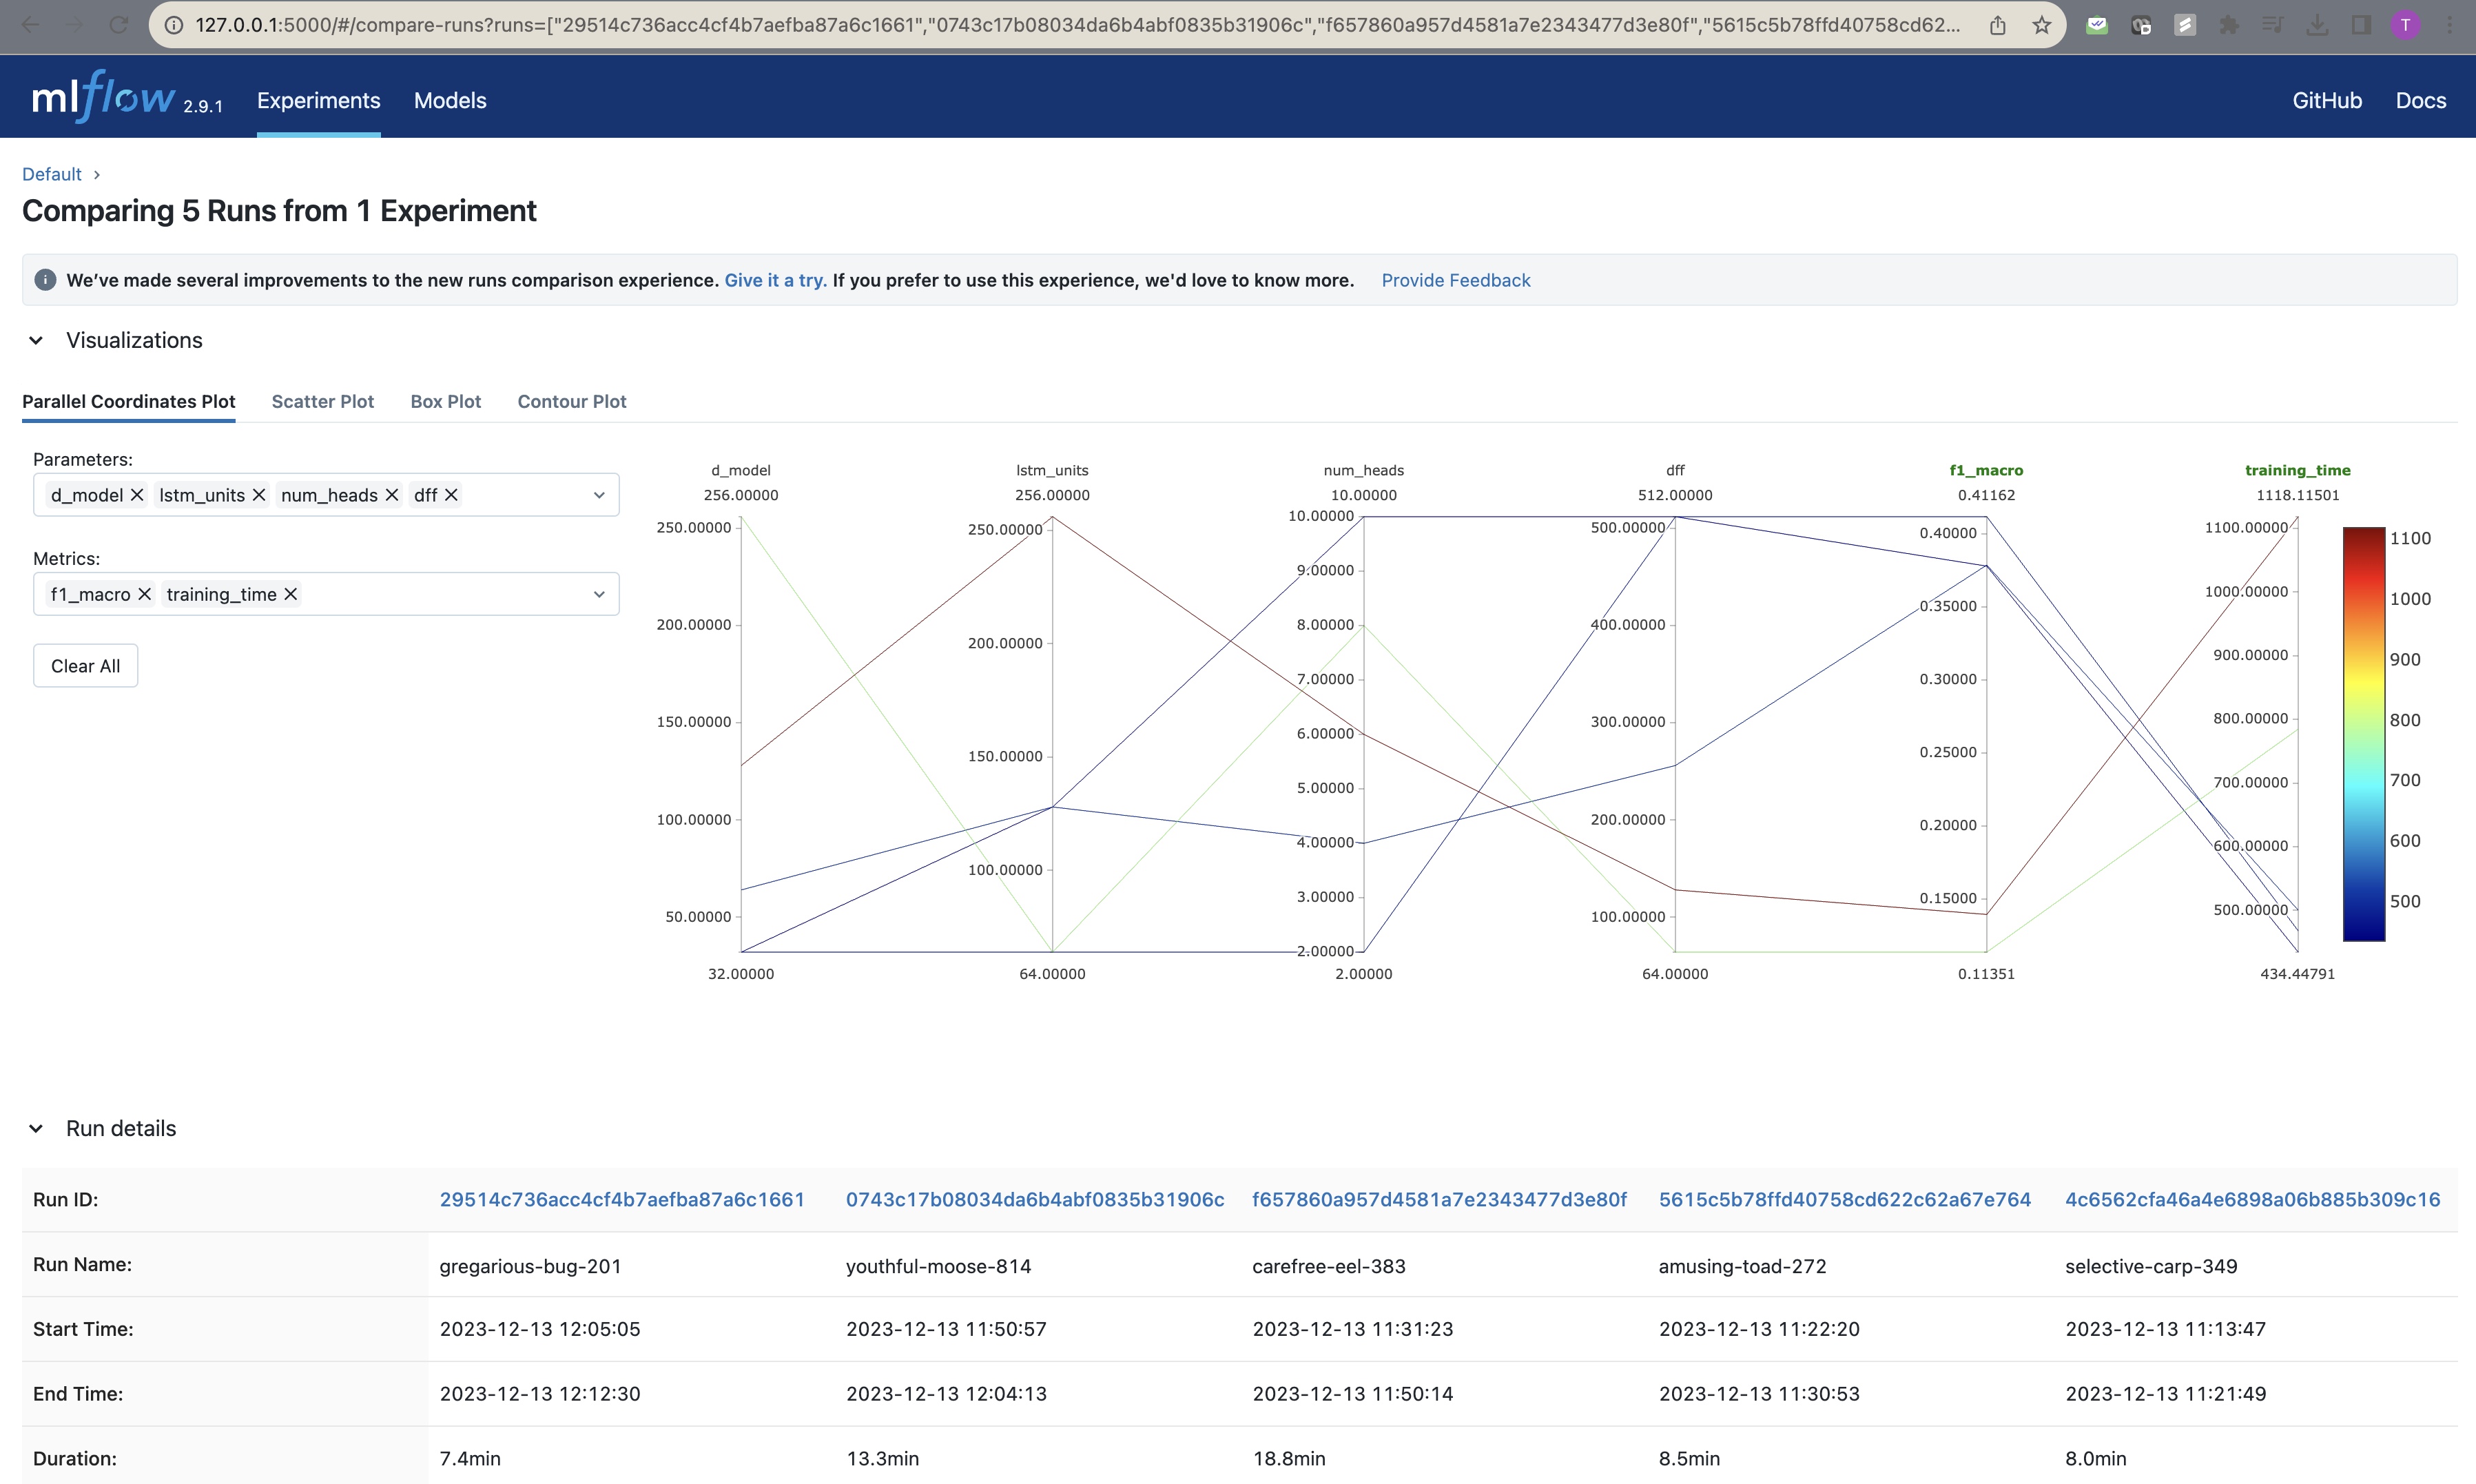 127.0.0.1:5000/#/compare-runs?runs=["29514c736acc4cf4b7aefba87a6c1661","0743c17b08034da6b4abf0835b31906c","f657860a957d4581a7e2343477d3e80f","5615c5b78ffd40758cd62...
T
mlflow 2.9.1 Experiments Models GitHub Docs
Default
Comparing 5 Runs from 1 Experiment
We’ve made several improvements to the new runs comparison experience. Give it a try. If you prefer to use this experience, we'd love to know more. Provide Feedback
Visualizations
Parallel Coordinates Plot Scatter Plot Box Plot Contour Plot
Parameters:
d_model lstm_units num_heads dff
Metrics:
f1_macro training_time
Clear All
d_model
256.00000
250.00000
200.00000
150.00000
100.00000
50.00000
32.00000
lstm_units
256.00000
250.00000
200.00000
150.00000
100.00000
64.00000
num_heads
10.00000
10.00000
9.00000
8.00000
7.00000
6.00000
5.00000
4.00000
3.00000
2.00000
2.00000
dff
512.00000
500.00000
400.00000
300.00000
200.00000
100.00000
64.00000
f1_macro
0.41162
0.40000
0.35000
0.30000
0.25000
0.20000
0.15000
0.11351
training_time
1118.11501
1100.00000
1000.00000
900.00000
800.00000
700.00000
600.00000
500.00000
434.44791
1100
1000
900
800
700
600
500
Run details
Run ID: 29514c736acc4cf4b7aefba87a6c1661 0743c17b08034da6b4abf0835b31906c f657860a957d4581a7e2343477d3e80f 5615c5b78ffd40758cd622c62a67e764 4c6562cfa46a4e6898a06b885b309c16
Run Name: gregarious-bug-201 youthful-moose-814 carefree-eel-383 amusing-toad-272 selective-carp-349
Start Time: 2023-12-13 12:05:05 2023-12-13 11:50:57 2023-12-13 11:31:23 2023-12-13 11:22:20 2023-12-13 11:13:47
End Time: 2023-12-13 12:12:30 2023-12-13 12:04:13 2023-12-13 11:50:14 2023-12-13 11:30:53 2023-12-13 11:21:49
Duration: 7.4min 13.3min 18.8min 8.5min 8.0min